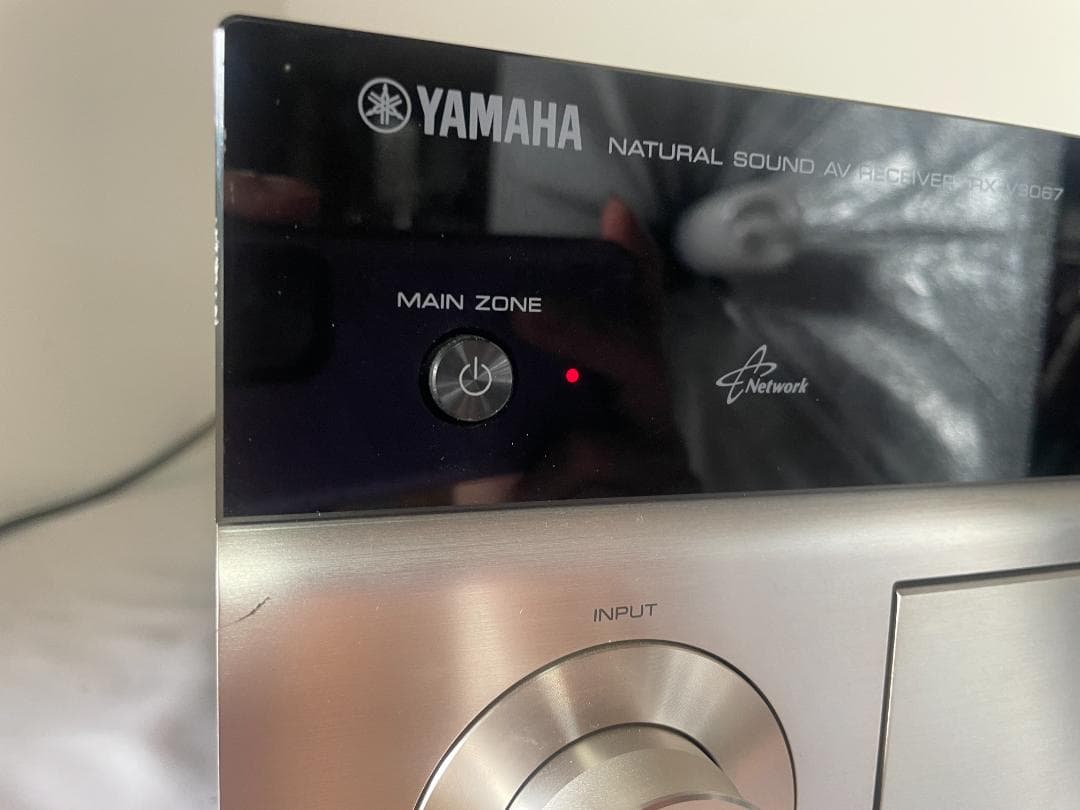 YAMAHA NATURAL SOUND AV RECEIVER RX-V3067
MAIN ZONE
Network
INPUT